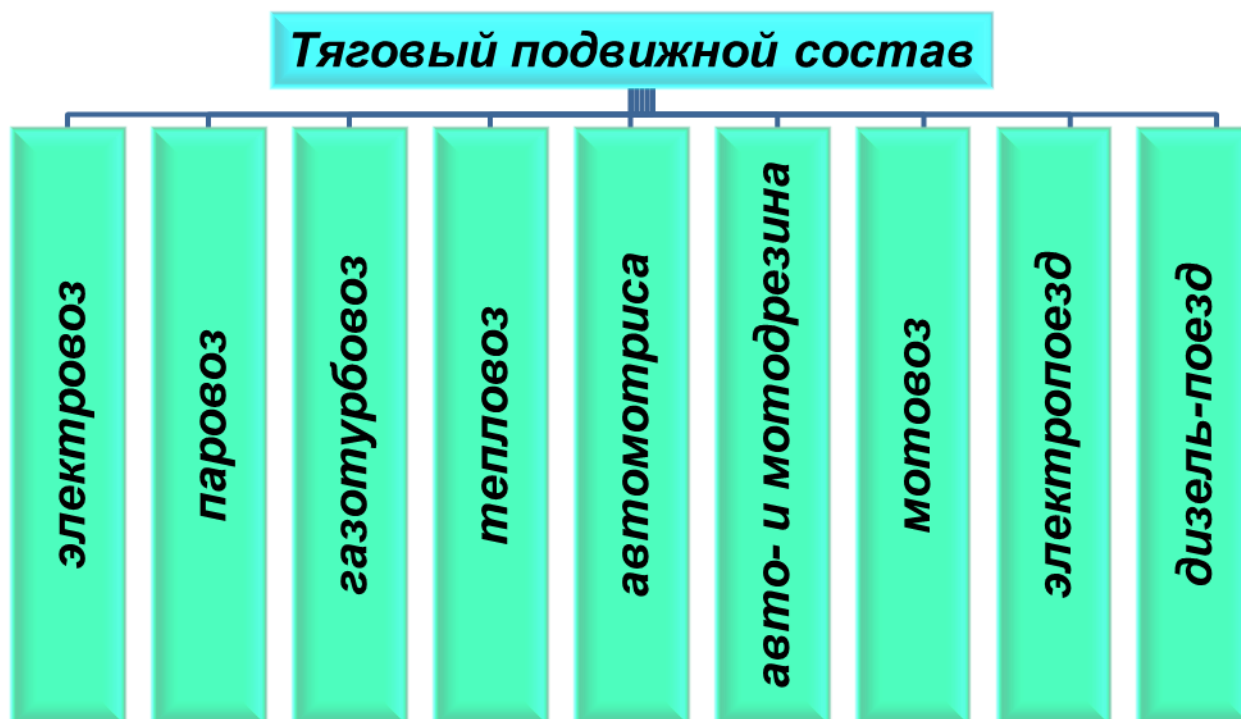 Тяговый подвижной состав
электровоз
паровоз
газотурбовоз
тепловоз
автомотриса
авто- и мотодрезина
мотовоз
электропоезд
дизель-поезд